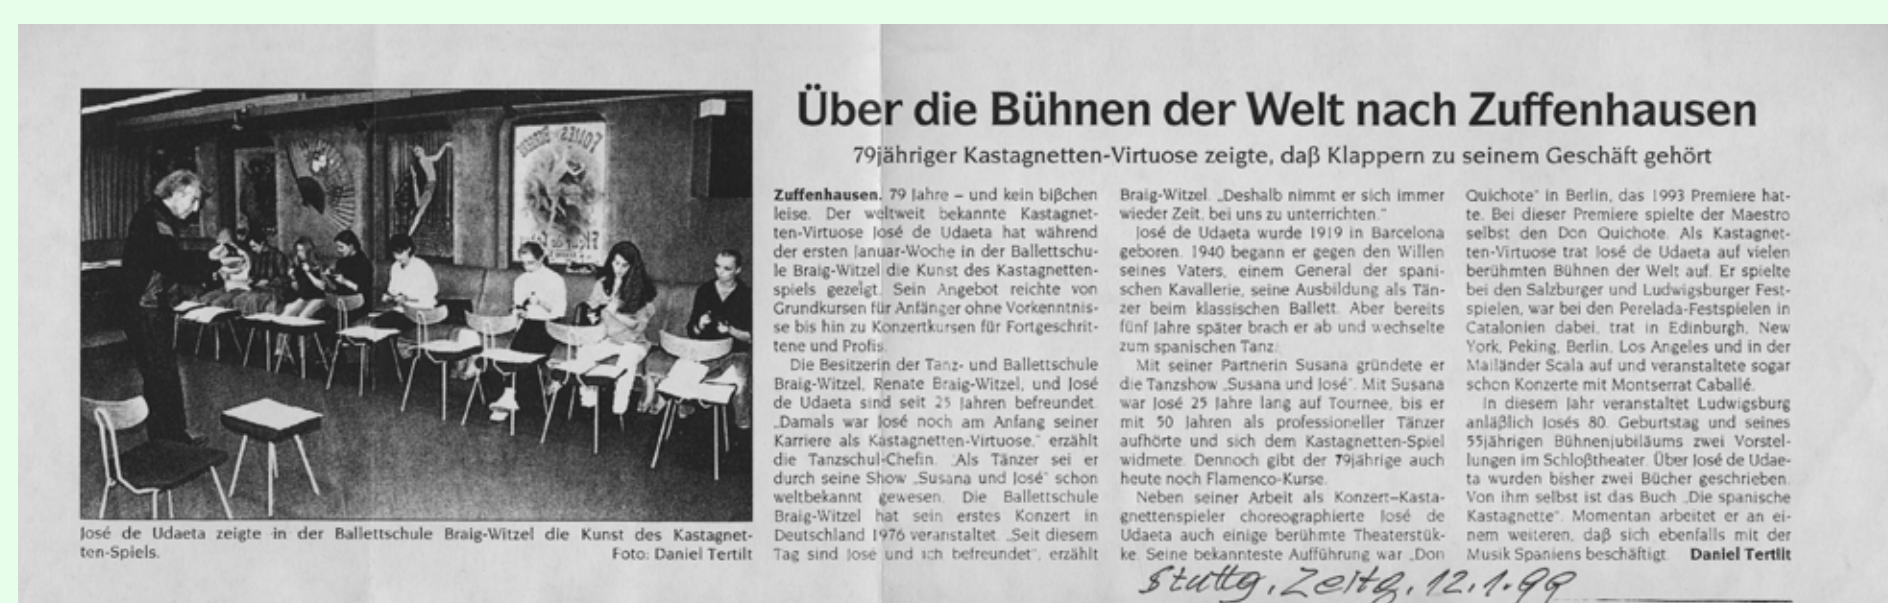 Über die Bühnen der Welt nach Zuffenhausen
79jähriger Kastagnetten-Virtuose zeigte, daß Klappern zu seinem Geschäft gehört
Zuffenhausen. 79 Jahre – und kein bißchen
leise. Der weltweit bekannte Kastagnet-
ten-Virtuose José de Udaeta hat während
der ersten Januar-Woche in der Ballettschu-
le Braig-Witzel die Kunst des Kastagnetten-
spiels gezeigt. Sein Angebot reichte von
Grundkursen für Anfänger ohne Vorkenntnis-
se bis hin zu Konzertkursen für Fortgeschrit-
tene und Profis.
Die Besitzerin der Tanz- und Ballettschule
Braig-Witzel, Renate Braig-Witzel, und José
de Udaeta sind seit 25 Jahren befreundet.
„Damals war José noch am Anfang seiner
Karriere als Kastagnetten-Virtuose,“ erzählt
die Tanzschul-Chefin. „Als Tänzer sei er
durch seine Show „Susana und José“ schon
weltbekannt gewesen. Die Ballettschule
Braig-Witzel hat sein erstes Konzert in
Deutschland 1976 veranstaltet. „Seit diesem
Tag sind José und ich befreundet“, erzählt
Braig-Witzel. „Deshalb nimmt er sich immer
wieder Zeit, bei uns zu unterrichten.“
José de Udaeta wurde 1919 in Barcelona
geboren. 1940 begann er gegen den Willen
seines Vaters, einem General der spani-
schen Kavallerie, seine Ausbildung als Tän-
zer beim klassischen Ballett. Aber bereits
fünf Jahre später brach er ab und wechselte
zum spanischen Tanz.
Mit seiner Partnerin Susana gründete er
die Tanzshow „Susana und José“. Mit Susana
war José 25 Jahre lang auf Tournee, bis er
mit 50 Jahren als professioneller Tänzer
aufhörte und sich dem Kastagnetten-Spiel
widmete. Dennoch gibt der 79jährige auch
heute noch Flamenco-Kurse.
Neben seiner Arbeit als Konzert-Kasta-
gnettenspieler choreographierte José de
Udaeta auch einige berühmte Theaterstük-
ke. Seine bekannteste Aufführung war „Don
Quichote“ in Berlin, das 1993 Premiere hat-
te. Bei dieser Premiere spielte der Maestro
selbst den Don Quichote. Als Kastagnet-
ten-Virtuose trat José de Udaeta auf vielen
berühmten Bühnen der Welt auf. Er spielte
bei den Salzburger und Ludwigsburger Fest-
spielen, war bei den Perelada-Festspielen in
Catalonien dabei, trat in Edinburgh, New
York, Peking, Berlin, Los Angeles und in der
Mailänder Scala auf und veranstaltete sogar
schon Konzerte mit Montserrat Caballé.
In diesem Jahr veranstaltet Ludwigsburg
anläßlich Josés 80. Geburtstag und seines
55jährigen Bühnenjubiläums zwei Vorstel-
lungen im Schloßtheater. Über José de Udae-
ta wurden bisher zwei Bücher geschrieben.
Von ihm selbst ist das Buch „Die spanische
Kastagnette“. Momentan arbeitet er an ei-
nem weiteren, daß sich ebenfalls mit der
Musik Spaniens beschäftigt. Daniel Tertilt
José de Udaeta zeigte in der Ballettschule Braig-Witzel die Kunst des Kastagnet-
ten-Spiels. Foto: Daniel Tertilt
Stuttg. Zeitg. 12.1.99